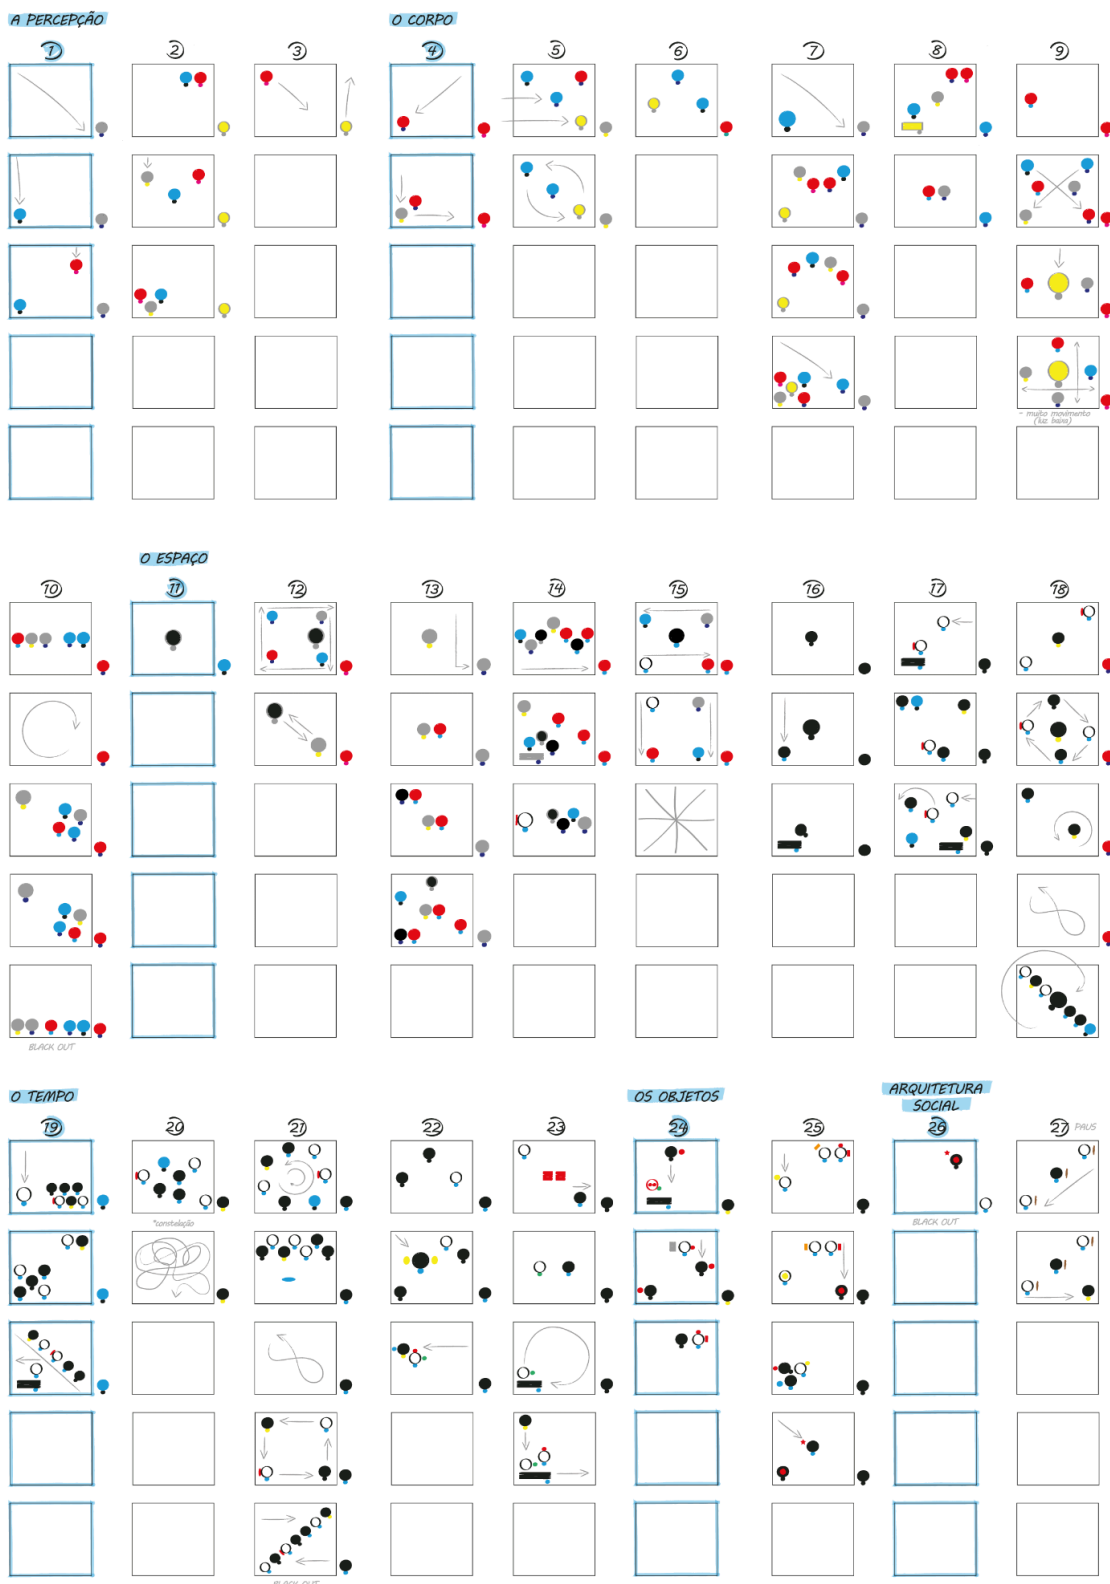 A PERCEPÇÃO
O CORPO
1
2
3
4
5
6
7
8
9
- muito movimento
(luz baixa)
O ESPAÇO
10
11
12
13
14
15
16
17
18
BLACK OUT
O TEMPO
OS OBJETOS
ARQUITETURA
SOCIAL
19
20
21
22
23
24
25
26
27 PAUS
*constelação
BLACK OUT
BLACK OUT